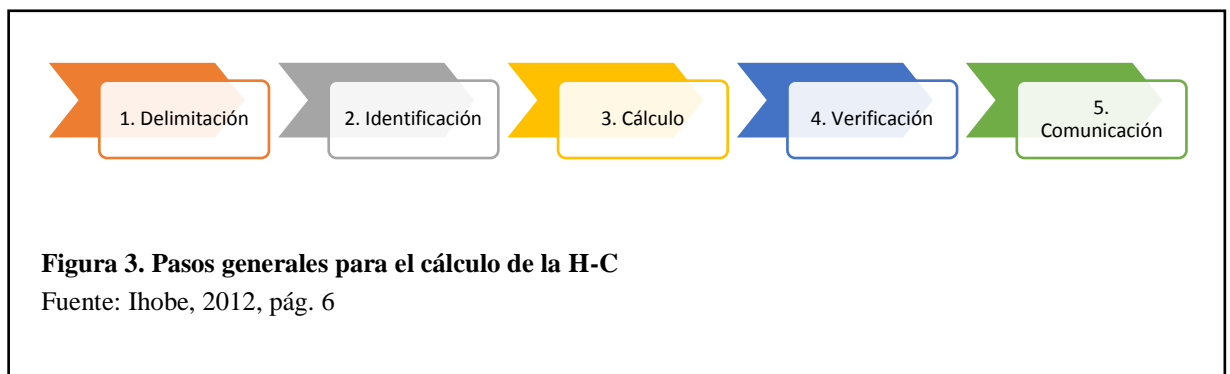 1. Delimitación
2. Identificación
3. Cálculo
4. Verificación
5.
Comunicación
Figura 3. Pasos generales para el cálculo de la H-C
Fuente: Ihobe, 2012, pág. 6